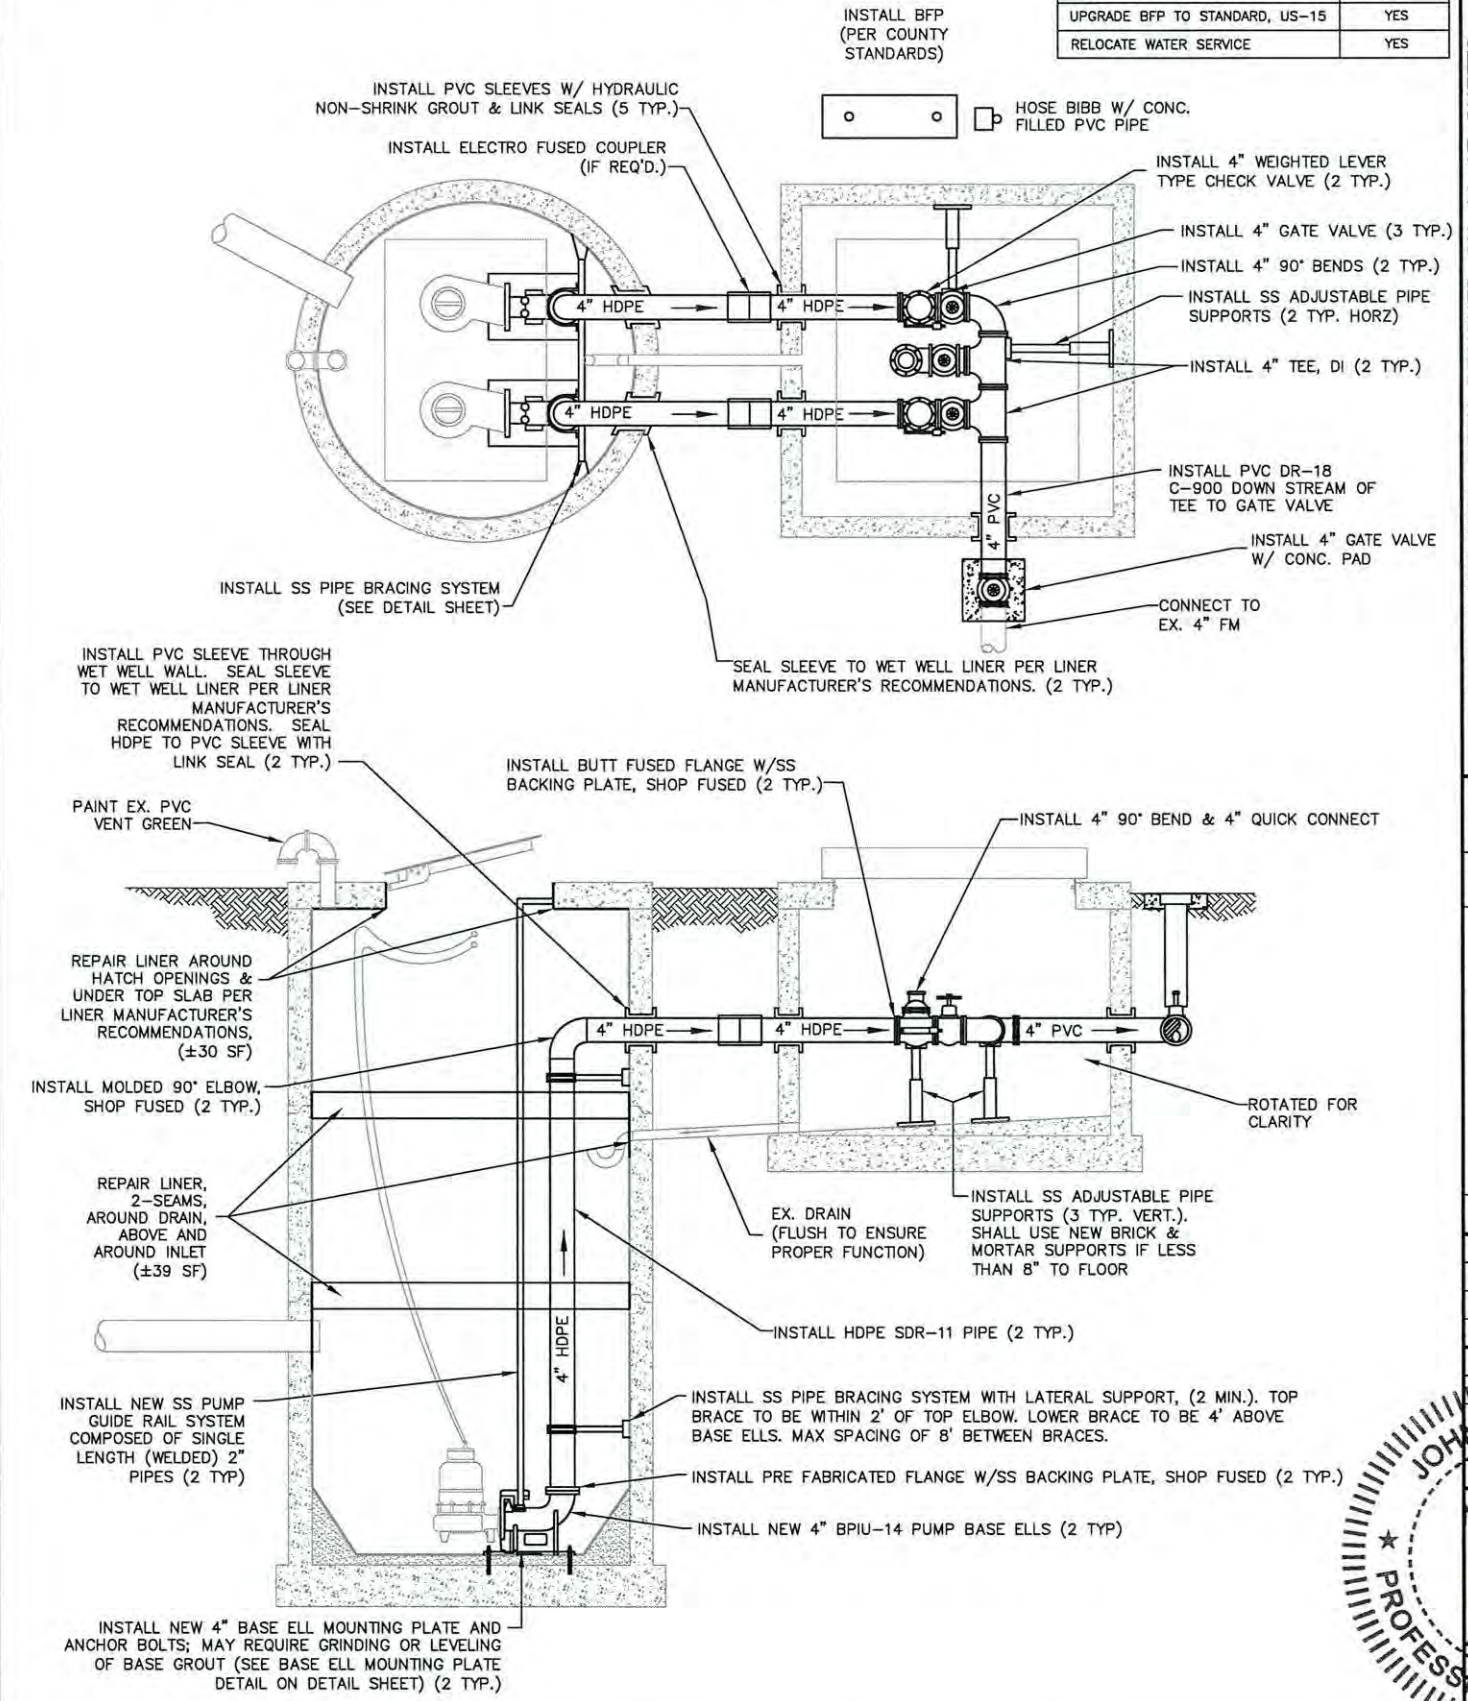 INSTALL BFP
(PER COUNTY
STANDARDS)
UPGRADE BFP TO STANDARD, US-15 YES
RELOCATE WATER SERVICE YES
INSTALL PVC SLEEVES W/ HYDRAULIC
NON-SHRINK GROUT & LINK SEALS (5 TYP.)
HOSE BIBB W/ CONC.
FILLED PVC PIPE
INSTALL ELECTRO FUSED COUPLER
(IF REQ'D.)
INSTALL 4" WEIGHTED LEVER
TYPE CHECK VALVE (2 TYP.)
INSTALL 4" GATE VALVE (3 TYP.)
INSTALL 4" 90° BENDS (2 TYP.)
INSTALL SS ADJUSTABLE PIPE
SUPPORTS (2 TYP. HORZ)
4" HDPE
4" HDPE
INSTALL 4" TEE, DI (2 TYP.)
4" HDPE
4" HDPE
INSTALL PVC DR-18
C-900 DOWN STREAM OF
TEE TO GATE VALVE
4" PVC
INSTALL 4" GATE VALVE
W/ CONC. PAD
INSTALL SS PIPE BRACING SYSTEM
(SEE DETAIL SHEET)
CONNECT TO
EX. 4" FM
SEAL SLEEVE TO WET WELL LINER PER LINER
MANUFACTURER'S RECOMMENDATIONS. (2 TYP.)
INSTALL PVC SLEEVE THROUGH
WET WELL WALL. SEAL SLEEVE
TO WET WELL LINER PER LINER
MANUFACTURER'S
RECOMMENDATIONS. SEAL
HDPE TO PVC SLEEVE WITH
LINK SEAL (2 TYP.)
INSTALL BUTT FUSED FLANGE W/SS
BACKING PLATE, SHOP FUSED (2 TYP.)
PAINT EX. PVC
VENT GREEN
INSTALL 4" 90° BEND & 4" QUICK CONNECT
REPAIR LINER AROUND
HATCH OPENINGS &
UNDER TOP SLAB PER
LINER MANUFACTURER'S
RECOMMENDATIONS,
(±30 SF)
4" HDPE
4" HDPE
4" PVC
INSTALL MOLDED 90° ELBOW,
SHOP FUSED (2 TYP.)
ROTATED FOR
CLARITY
REPAIR LINER,
2-SEAMS,
AROUND DRAIN,
ABOVE AND
AROUND INLET
(±39 SF)
EX. DRAIN
(FLUSH TO ENSURE
PROPER FUNCTION)
INSTALL SS ADJUSTABLE PIPE
SUPPORTS (3 TYP. VERT.).
SHALL USE NEW BRICK &
MORTAR SUPPORTS IF LESS
THAN 8" TO FLOOR
4" HDPE
INSTALL HDPE SDR-11 PIPE (2 TYP.)
INSTALL NEW SS PUMP
GUIDE RAIL SYSTEM
COMPOSED OF SINGLE
LENGTH (WELDED) 2"
PIPES (2 TYP)
INSTALL SS PIPE BRACING SYSTEM WITH LATERAL SUPPORT, (2 MIN.). TOP
BRACE TO BE WITHIN 2' OF TOP ELBOW. LOWER BRACE TO BE 4' ABOVE
BASE ELLS. MAX SPACING OF 8' BETWEEN BRACES.
INSTALL PRE FABRICATED FLANGE W/SS BACKING PLATE, SHOP FUSED (2 TYP.)
INSTALL NEW 4" BPIU-14 PUMP BASE ELLS (2 TYP)
INSTALL NEW 4" BASE ELL MOUNTING PLATE AND
ANCHOR BOLTS; MAY REQUIRE GRINDING OR LEVELING
OF BASE GROUT (SEE BASE ELL MOUNTING PLATE
DETAIL ON DETAIL SHEET) (2 TYP.)